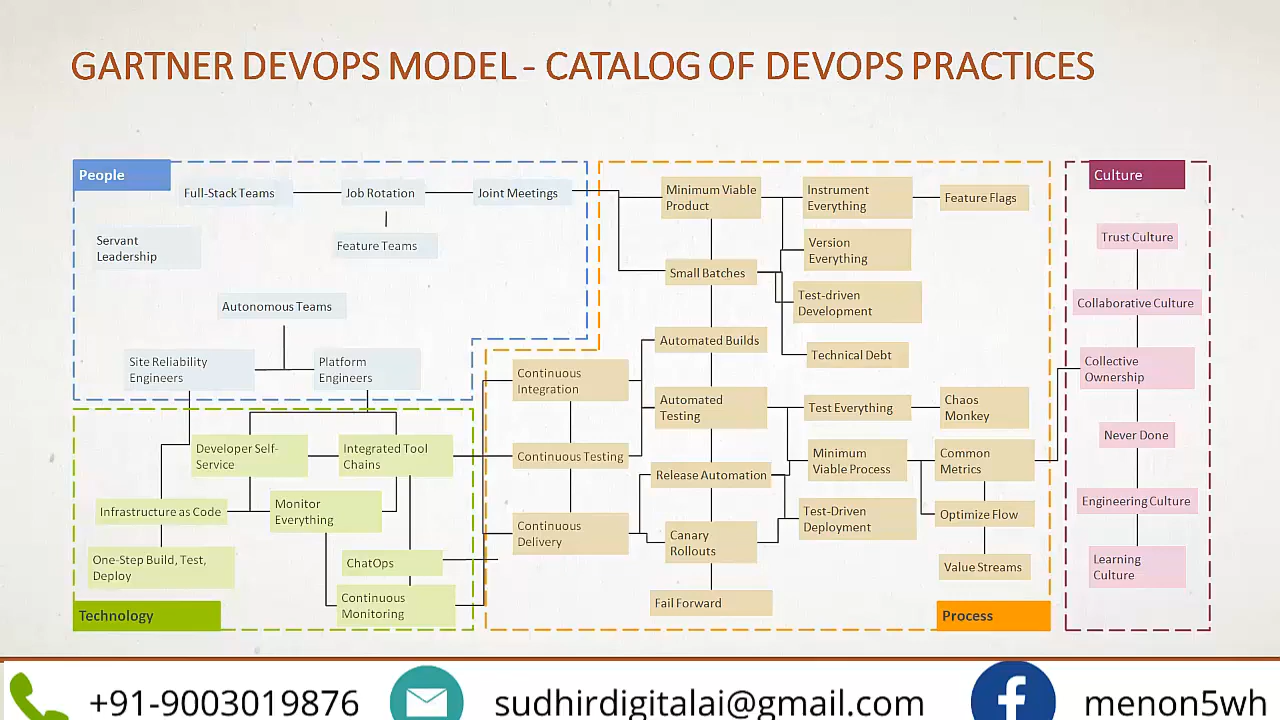 GARTNER DEVOPS MODEL - CATALOG OF DEVOPS PRACTICES
People
Full-Stack Teams
Job Rotation
Joint Meetings
Servant
Leadership
Feature Teams
Autonomous Teams
Site Reliability
Engineers
Platform
Engineers
Developer Self-
Service
Integrated Tool
Chains
Infrastructure as Code
Monitor
Everything
One-Step Build, Test,
Deploy
ChatOps
Continuous
Monitoring
Technology
Continuous
Integration
Continuous Testing
Continuous
Delivery
Minimum Viable
Product
Small Batches
Automated Builds
Automated
Testing
Release Automation
Canary
Rollouts
Fail Forward
Instrument
Everything
Version
Everything
Test-driven
Development
Technical Debt
Test Everything
Minimum
Viable Process
Test-Driven
Deployment
Feature Flags
Chaos
Monkey
Common
Metrics
Optimize Flow
Value Streams
Process
Culture
Trust Culture
Collaborative Culture
Collective
Ownership
Never Done
Engineering Culture
Learning
Culture
+91-9003019876
sudhirdigitalai@gmail.com
menon5wh